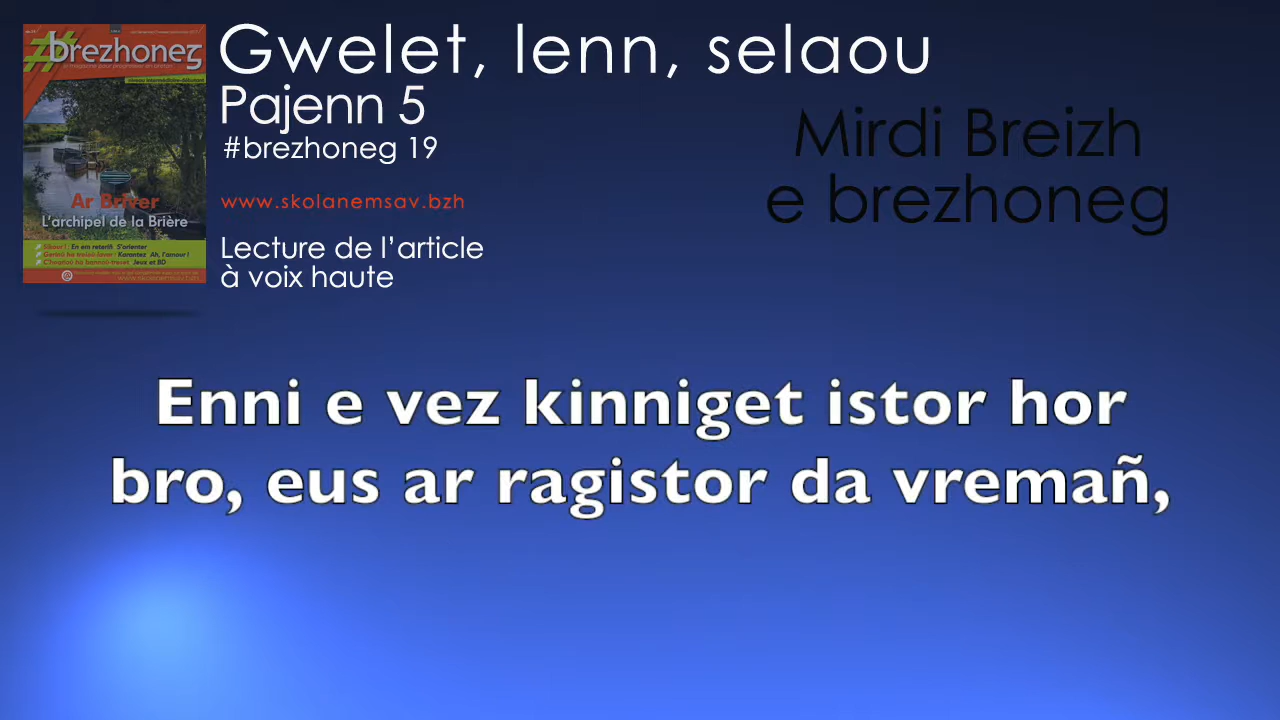 #brezhoneg
Ar Briver
L'archipel de la Brière
Gwelet, lenn, selaou
Pajenn 5
#brezhoneg 19
www.skolanemsav.bzh
Lecture de l'article
à voix haute
Mirdi Breizh
e brezhoneg
Enni e vez kinniget istor hor
bro, eus ar ragistor da vremañ,